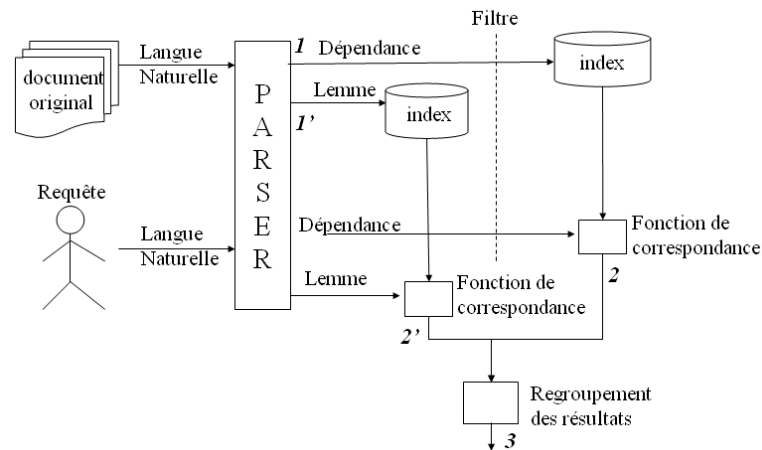 Filtre
Langue
Naturelle
1 Dépendance
document
original
index
PARSER
Lemme
1’
index
Requête
Langue
Naturelle
Dépendance
Fonction de
correspondance
2
Lemme
Fonction de
correspondance
2’
Regroupement
des résultats
3